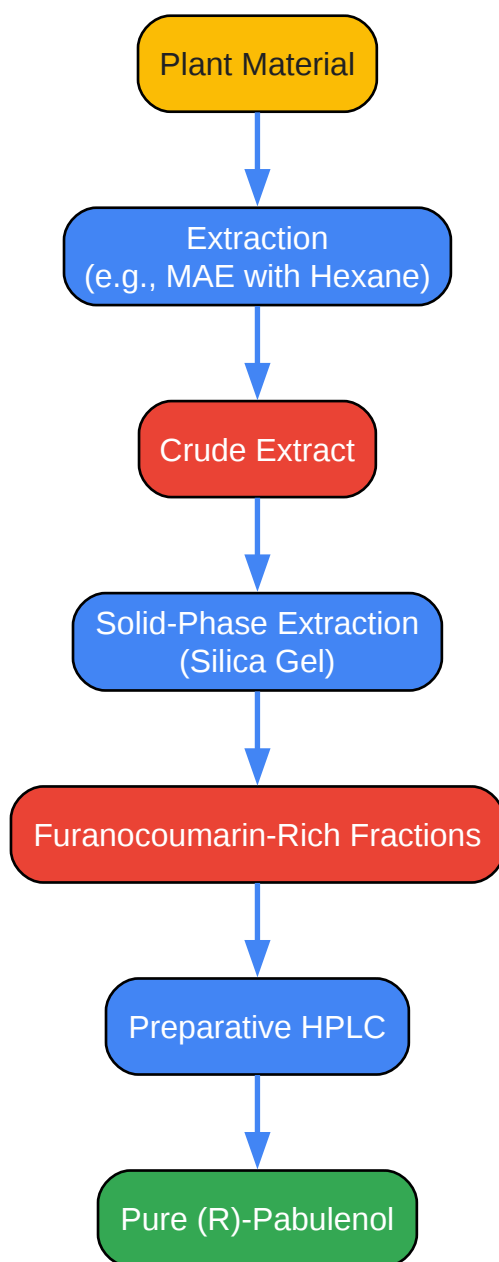 Plant Material
Extraction
(e.g., MAE with Hexane)
Crude Extract
Solid-Phase Extraction
(Silica Gel)
Furanocoumarin-Rich Fractions
Preparative HPLC
Pure (R)-Pabulenol